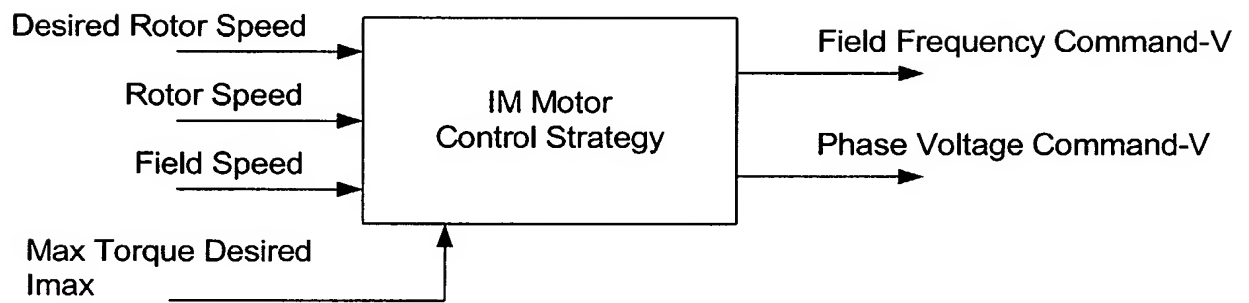 Desired Rotor Speed
Rotor Speed
Field Speed
Max Torque Desired
Imax
IM Motor
Control Strategy
Field Frequency Command-V
Phase Voltage Command-V